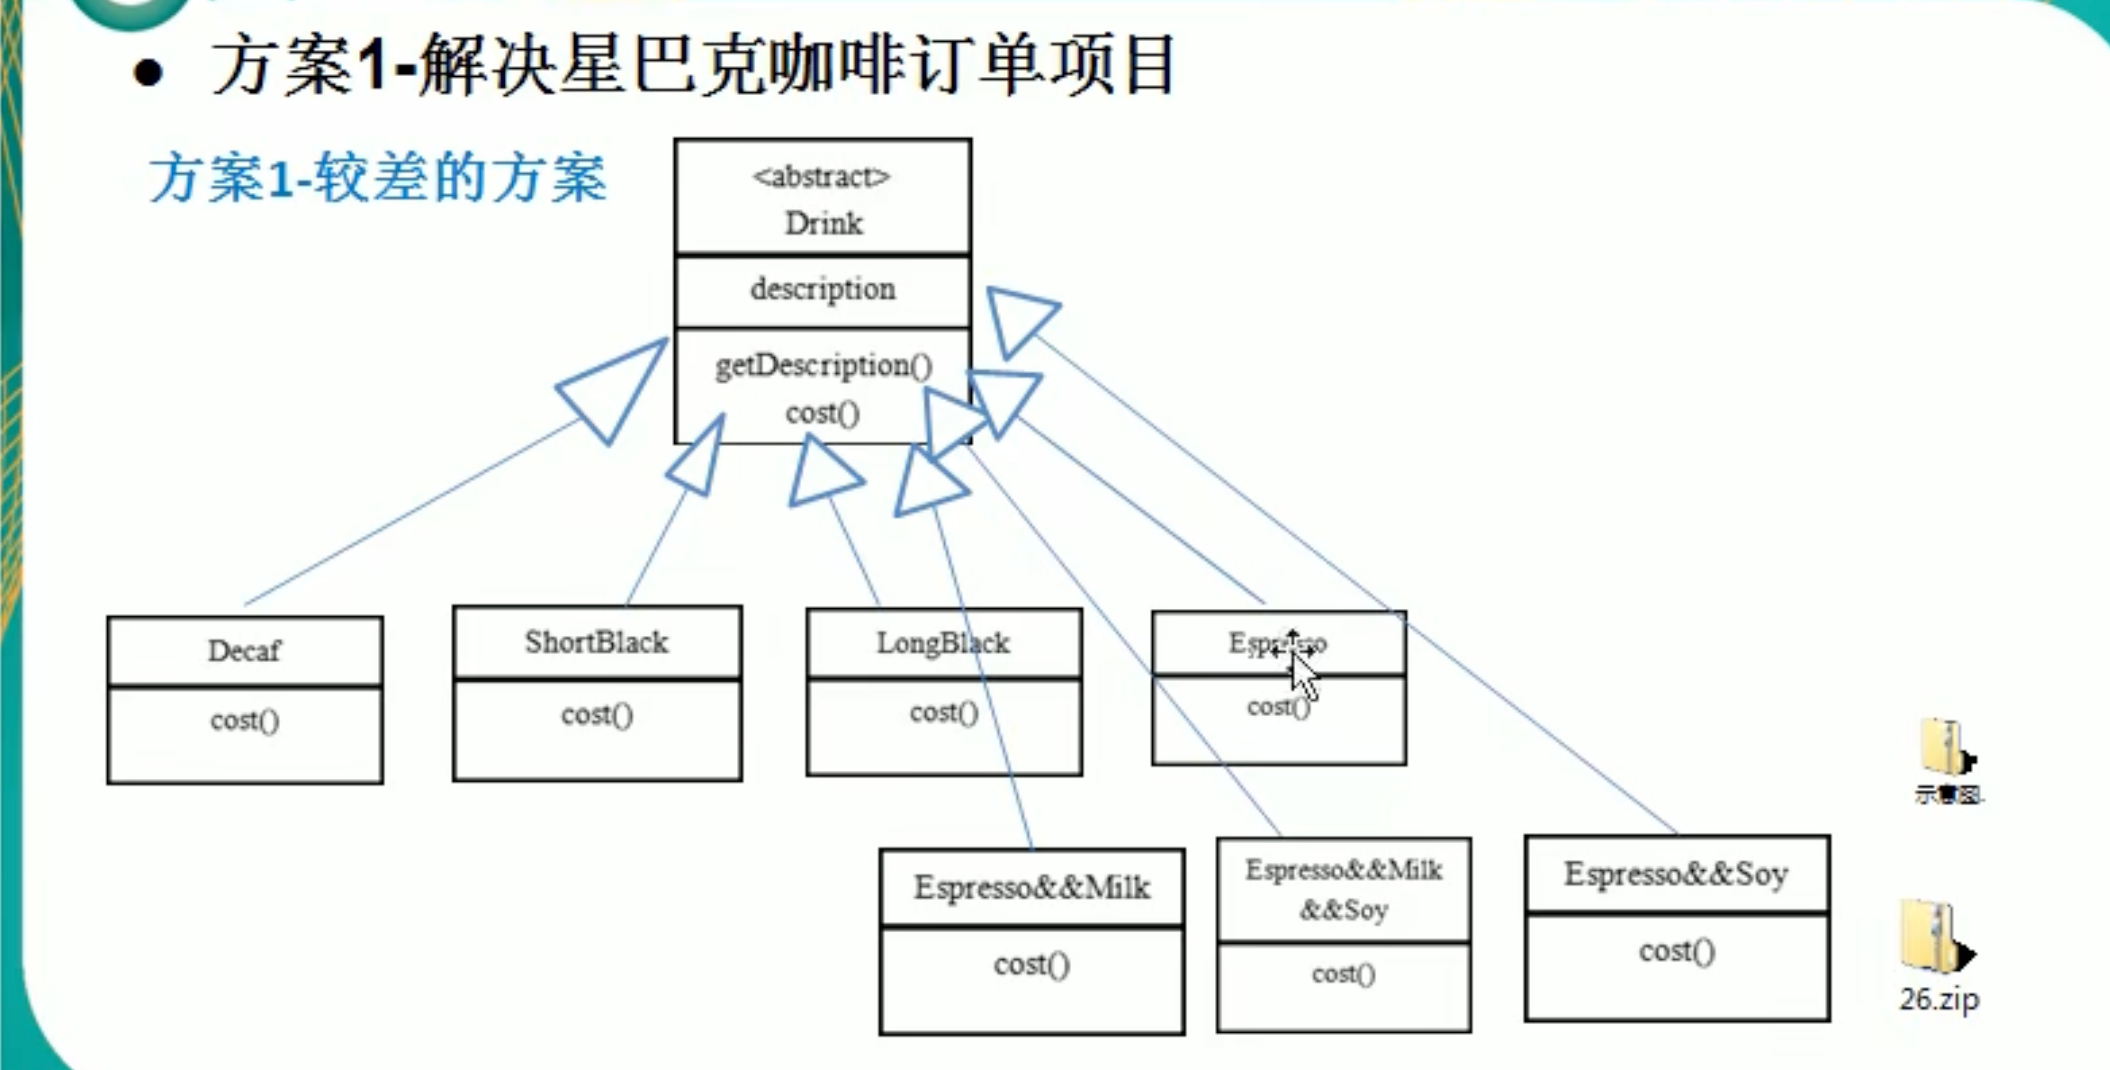 方案1-解决星巴克咖啡订单项目
方案1-较差的方案
<abstract>
Drink
description
getDescription()
cost()
Decaf
cost()
ShortBlack
cost()
LongBlack
cost()
Espresso
cost()
Espresso&&Milk
cost()
Espresso&&Milk
&&Soy
cost()
Espresso&&Soy
cost()
示意图.
26.zip